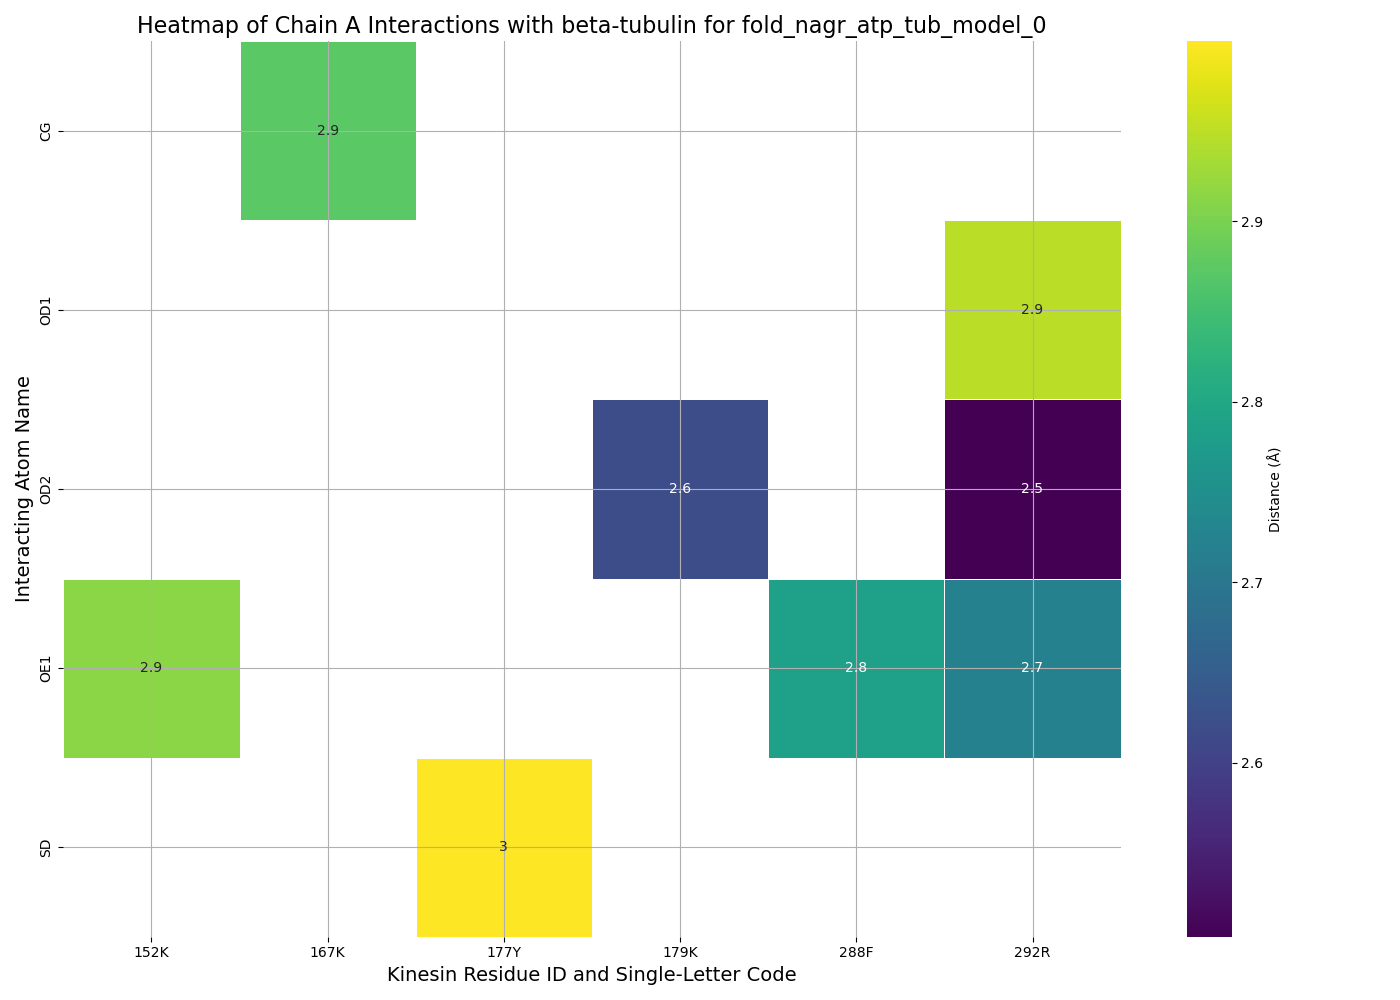 Heatmap of Chain A Interactions with beta-tubulin for fold_nagr_atp_tub_model_0
Interacting Atom Name
CG
OD1
OD2
OE1
SD
2.9
2.9
2.6
2.5
2.9
2.8
2.7
3
152K
167K
177Y
179K
288F
292R
Kinesin Residue ID and Single-Letter Code
2.9
2.8
2.7
2.6
Distance (Å)